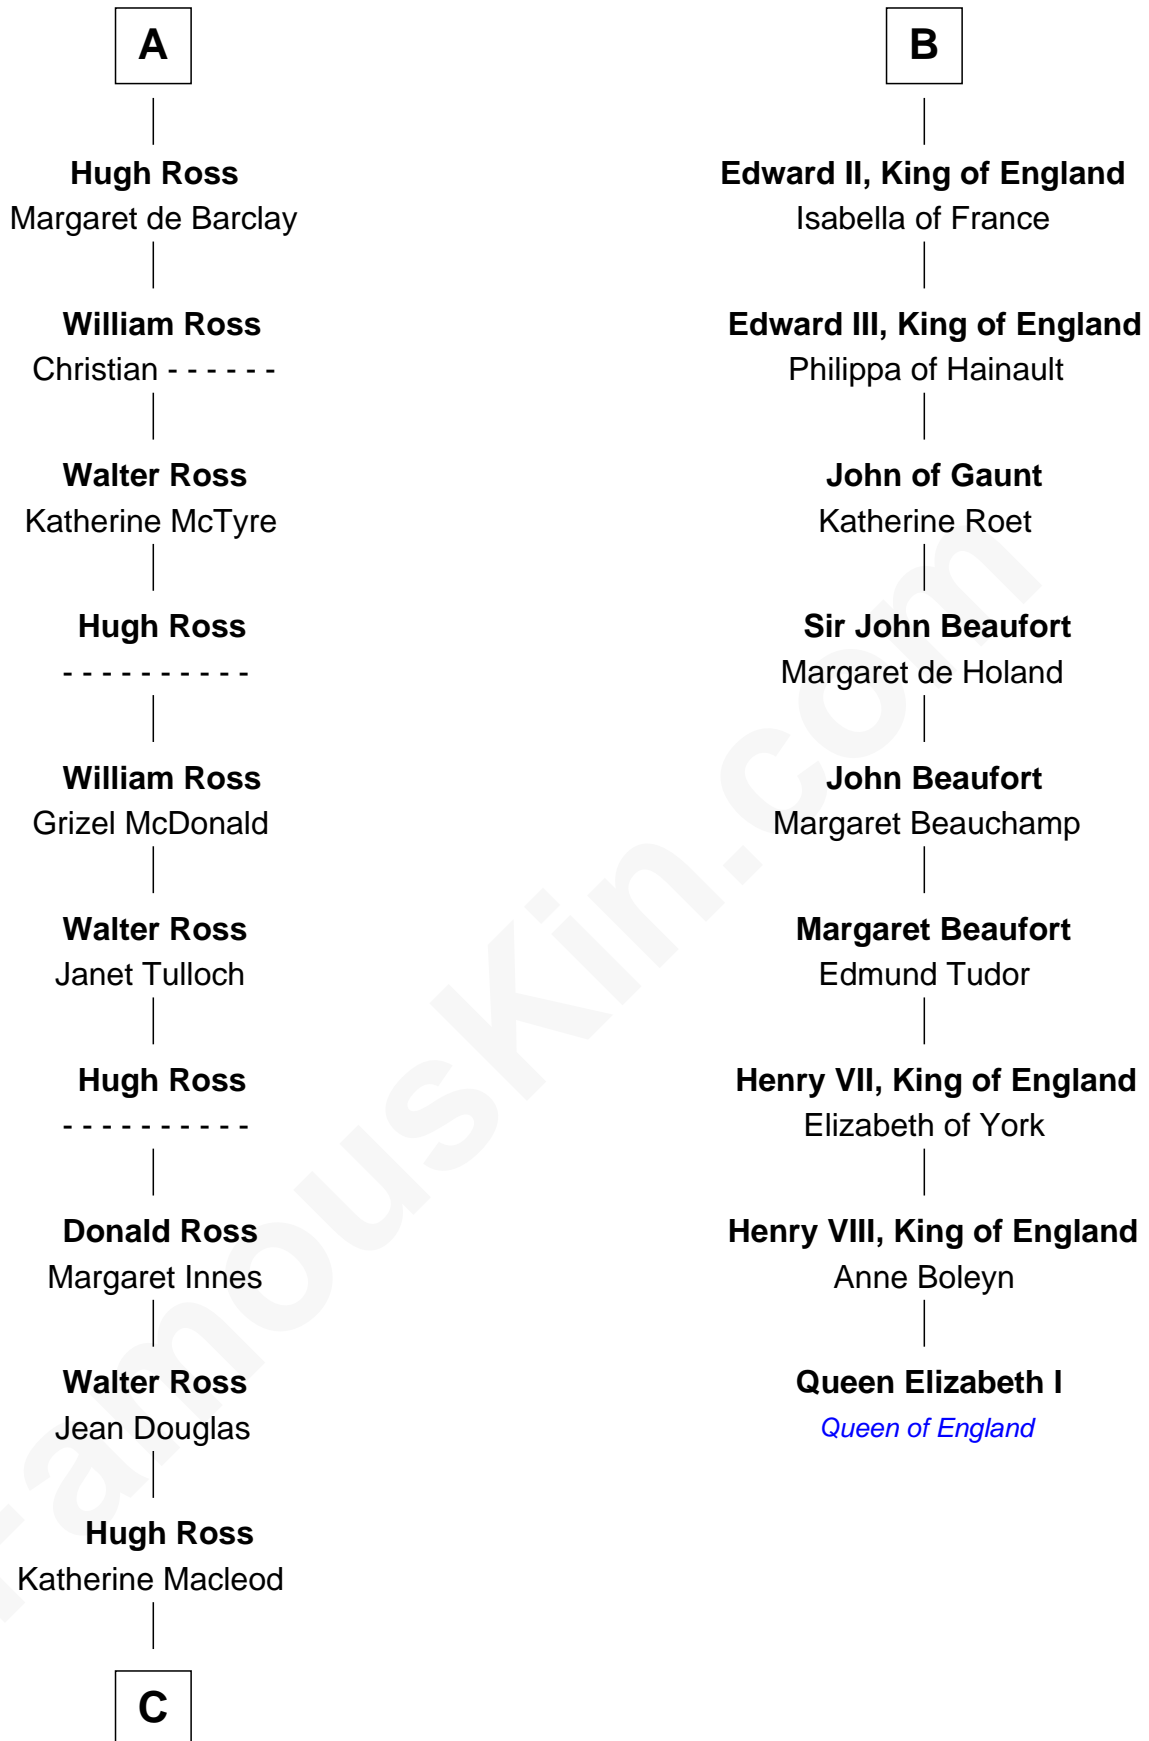 A
Hugh Ross
Margaret de Barclay
William Ross
Christian - - - - - -
Walter Ross
Katherine McTyre
Hugh Ross
- - - - - - - - - -
William Ross
Grizel McDonald
Walter Ross
Janet Tulloch
Hugh Ross
- - - - - - - - - -
Donald Ross
Margaret Innes
Walter Ross
Jean Douglas
Hugh Ross
Katherine Macleod
C
B
Edward II, King of England
Isabella of France
Edward III, King of England
Philippa of Hainault
John of Gaunt
Katherine Roet
Sir John Beaufort
Margaret de Holand
John Beaufort
Margaret Beauchamp
Margaret Beaufort
Edmund Tudor
Henry VII, King of England
Elizabeth of York
Henry VIII, King of England
Anne Boleyn
Queen Elizabeth I
Queen of England
FamousKin.com